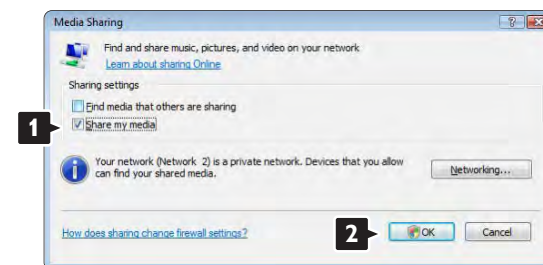 Media Sharing
Find and share music, pictures, and video on your network
Learn about sharing Online
Sharing settings
Find media that others are sharing
1
Share my media
Your network (Network 2) is a private network. Devices that you allow
can find your shared media.
Networking...
How does sharing change firewall settings?
2
OK
Cancel